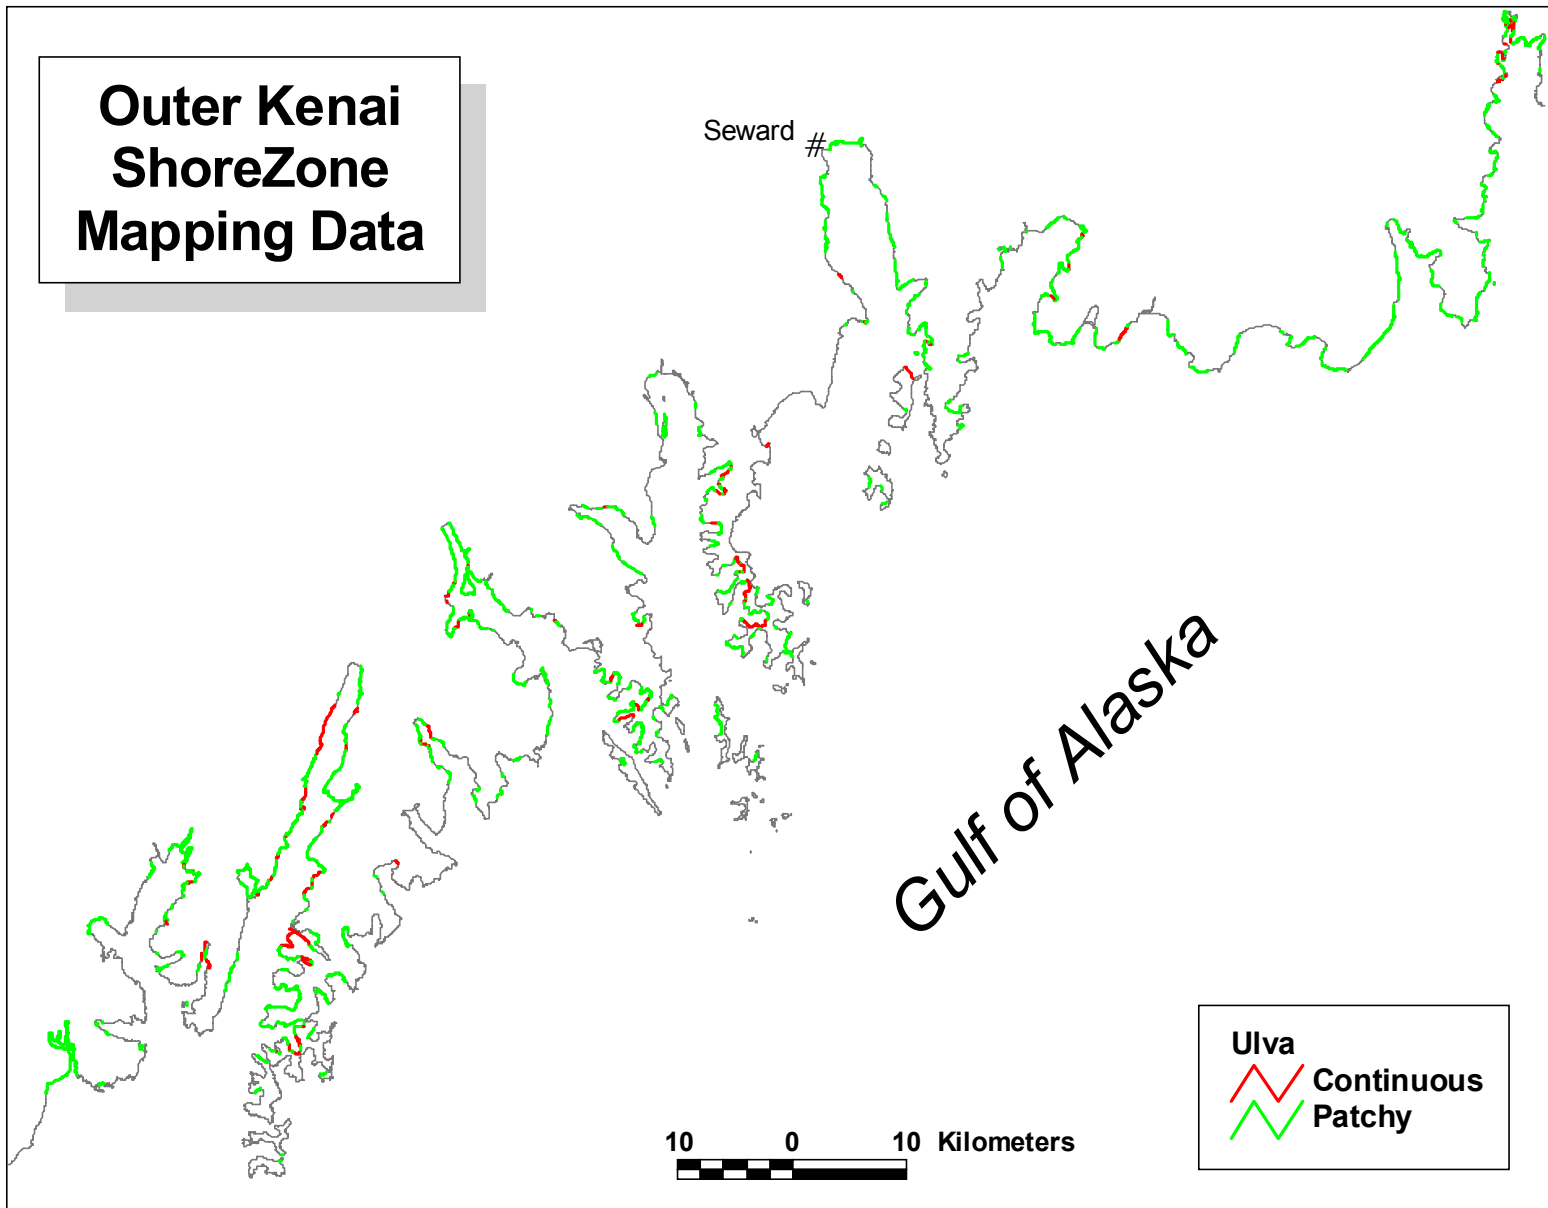 Outer Kenai
ShoreZone
Mapping Data
Seward #
Gulf of Alaska
Ulva
Continuous
Patchy
10 0 10 Kilometers